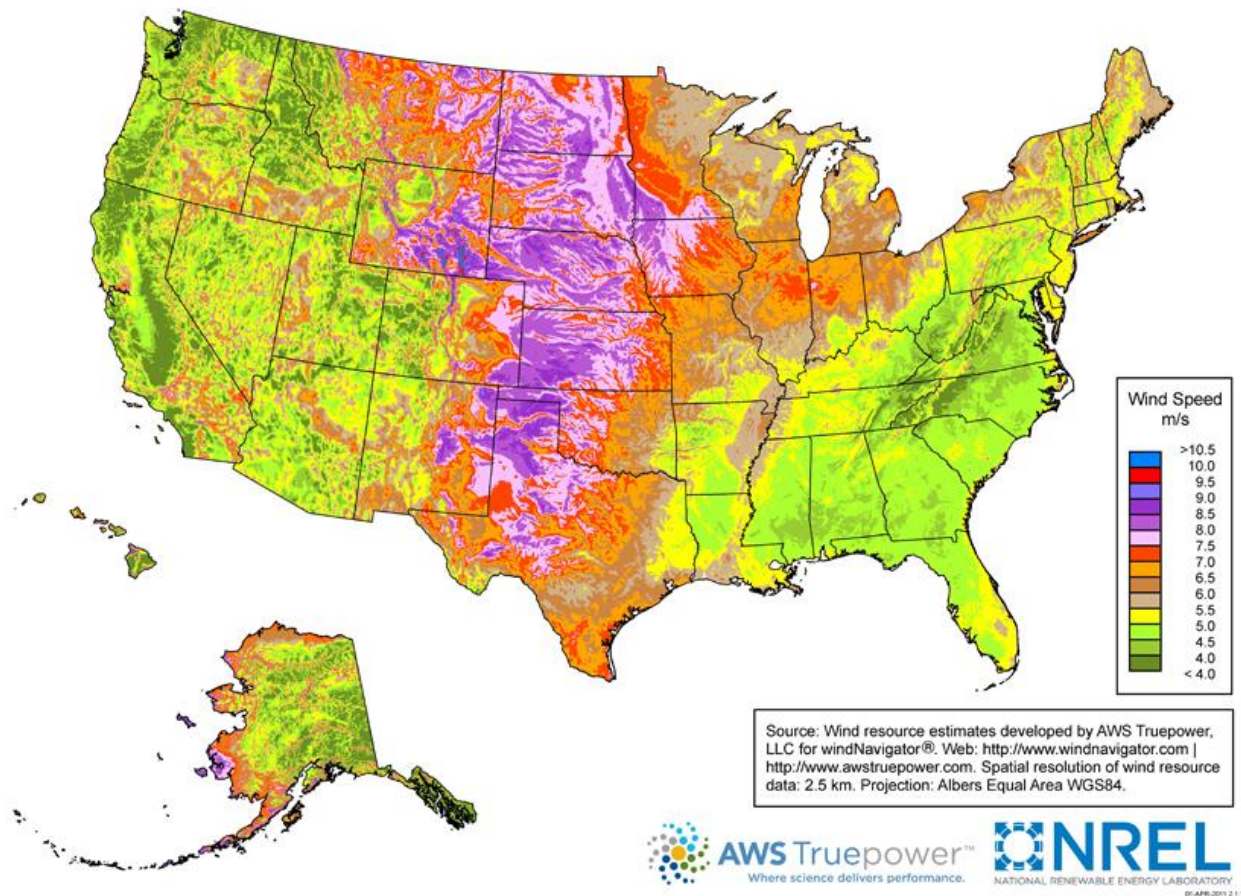 Wind Speed
m/s
>10.5
10.0
9.5
9.0
8.5
8.0
7.5
7.0
6.5
6.0
5.5
5.0
4.5
4.0
< 4.0
Source: Wind resource estimates developed by AWS Truepower,
LLC for windNavigator®. Web: http://www.windnavigator.com |
http://www.awstruepower.com. Spatial resolution of wind resource
data: 2.5 km. Projection: Albers Equal Area WGS84.
AWS Truepower™
Where science delivers performance.
NREL
NATIONAL RENEWABLE ENERGY LABORATORY